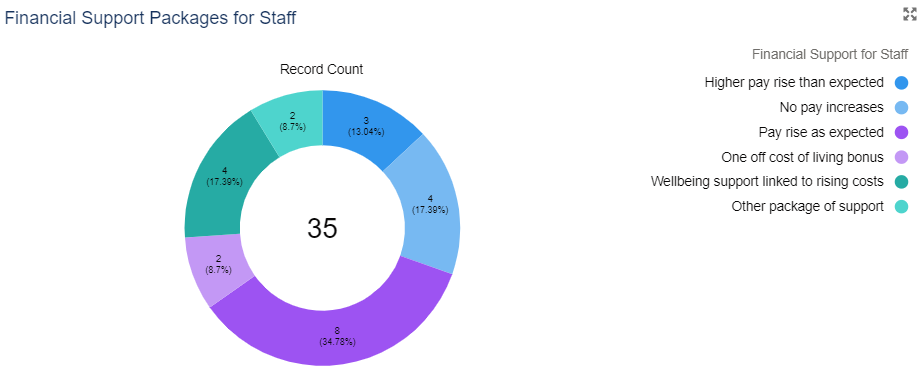 Financial Support Packages for Staff
Record Count
3
(13.04%)
4
(17.39%)
8
(34.78%)
2
(8.7%)
4
(17.39%)
2
(8.7%)
35
Financial Support for Staff
Higher pay rise than expected
No pay increases
Pay rise as expected
One off cost of living bonus
Wellbeing support linked to rising costs
Other package of support